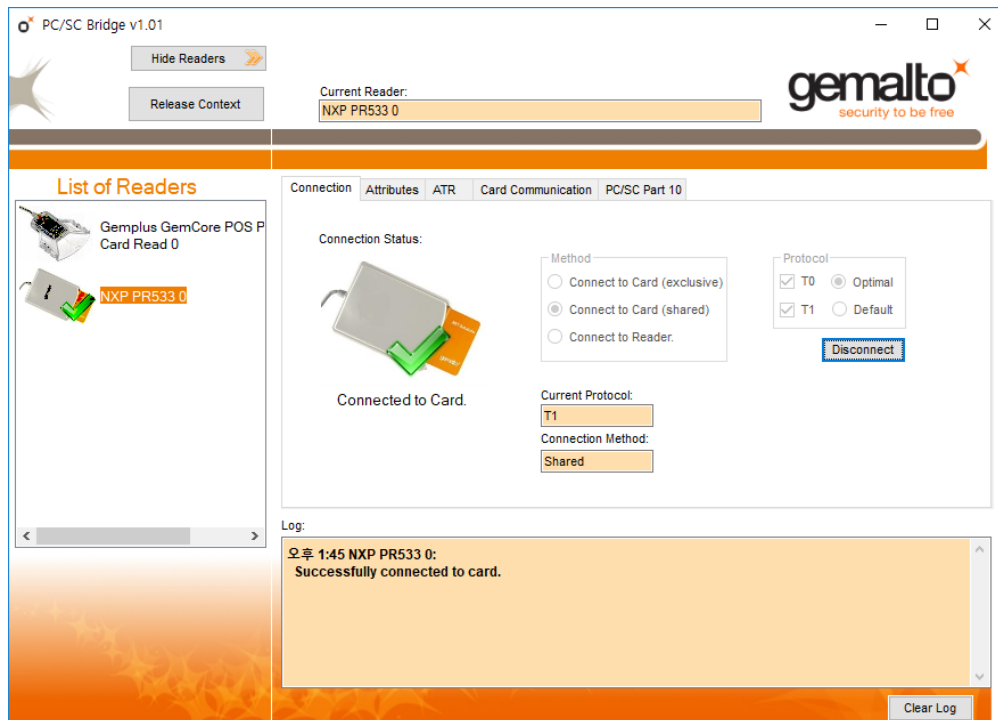 PC/SC Bridge v1.01
Hide Readers
Release Context
Current Reader:
NXP PR533 0
gemalto
security to be free
List of Readers
Gemplus GemCore POS P
Card Read 0
NXP PR533 0
Connection Attributes ATR Card Communication PC/SC Part 10
Connection Status:
Connected to Card.
Method
Connect to Card (exclusive)
Connect to Card (shared)
Connect to Reader.
Protocol
T0 Optimal
T1 Default
Disconnect
Current Protocol:
T1
Connection Method:
Shared
Log:
오후 1:45 NXP PR533 0:
Successfully connected to card.
Clear Log